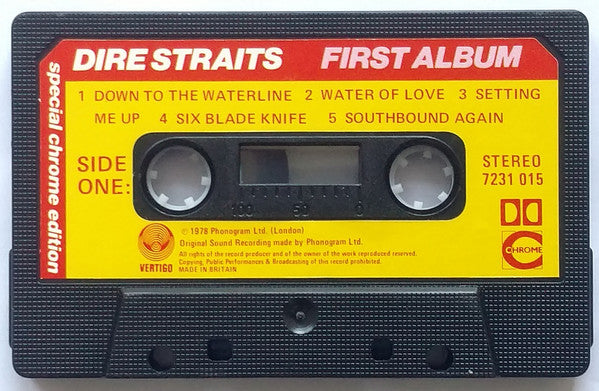 DIRE STRAITS FIRST ALBUM
special chrome edition
1 DOWN TO THE WATERLINE 2 WATER OF LOVE 3 SETTING
ME UP 4 SIX BLADE KNIFE 5 SOUTHBOUND AGAIN
SIDE
ONE:
STEREO
7231 015
150 50 0
℗ 1978 Phonogram Ltd. (London)
Original Sound Recording made by Phonogram Ltd.
All rights of the record producer and of the owner of the work reproduced reserved.
Copying, Public Performances & Broadcasting of this record prohibited.
MADE IN BRITAIN
VERTIGO
CHROME